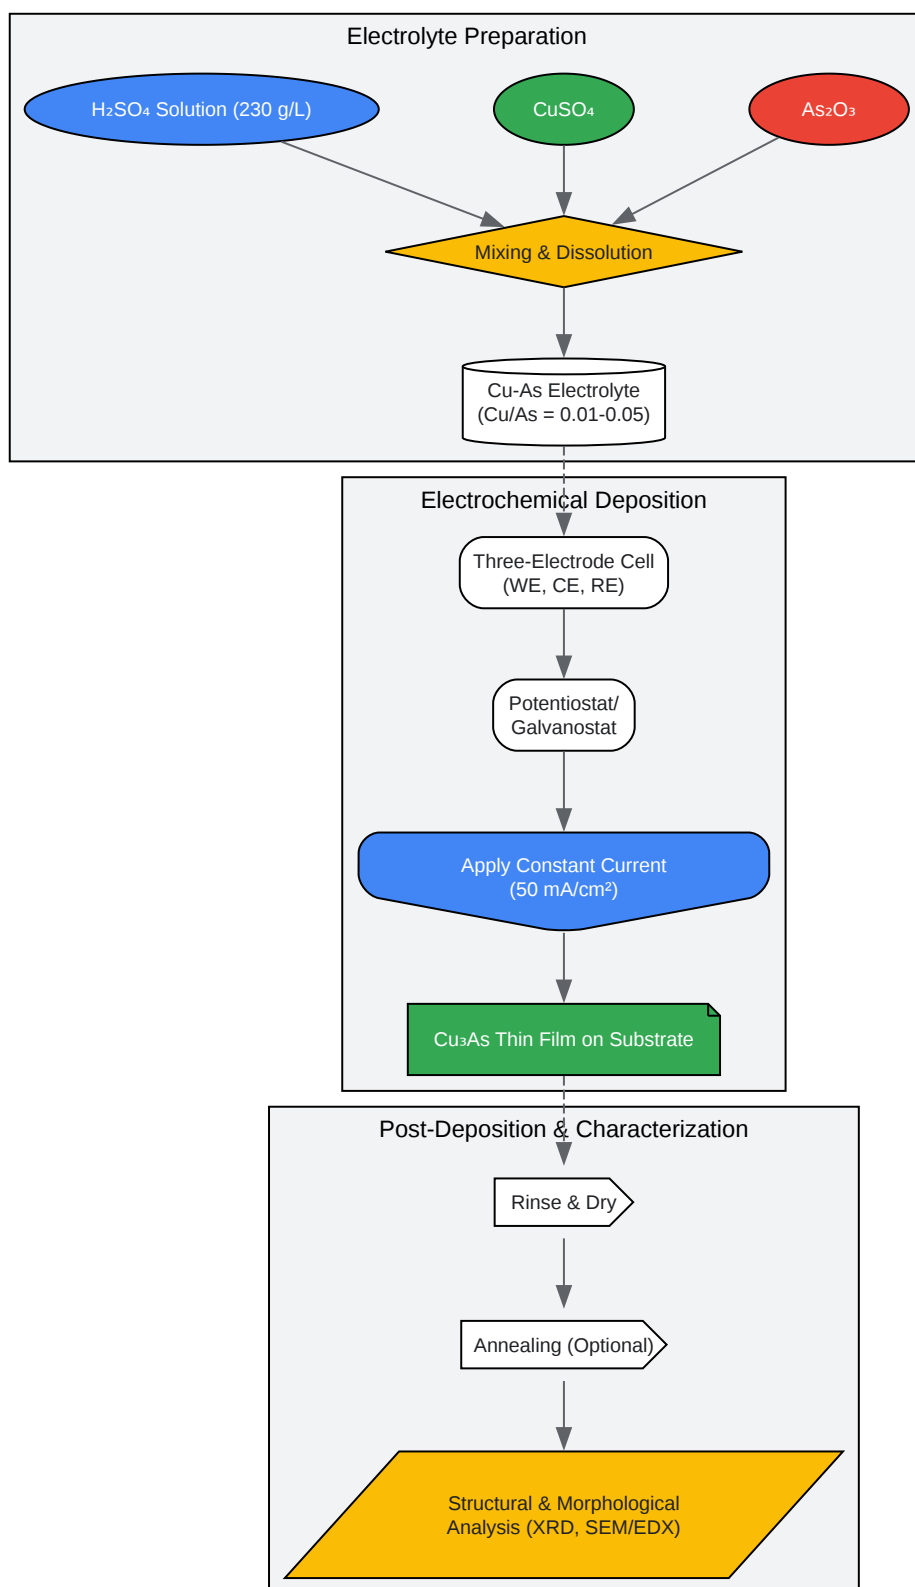 Electrolyte Preparation
H₂SO₄ Solution (230 g/L)
CuSO₄
As₂O₃
Mixing & Dissolution
Cu-As Electrolyte
(Cu/As = 0.01-0.05)
Electrochemical Deposition
Three-Electrode Cell
(WE, CE, RE)
Potentiostat/
Galvanostat
Apply Constant Current
(50 mA/cm²)
Cu₃As Thin Film on Substrate
Post-Deposition & Characterization
Rinse & Dry
Annealing (Optional)
Structural & Morphological
Analysis (XRD, SEM/EDX)